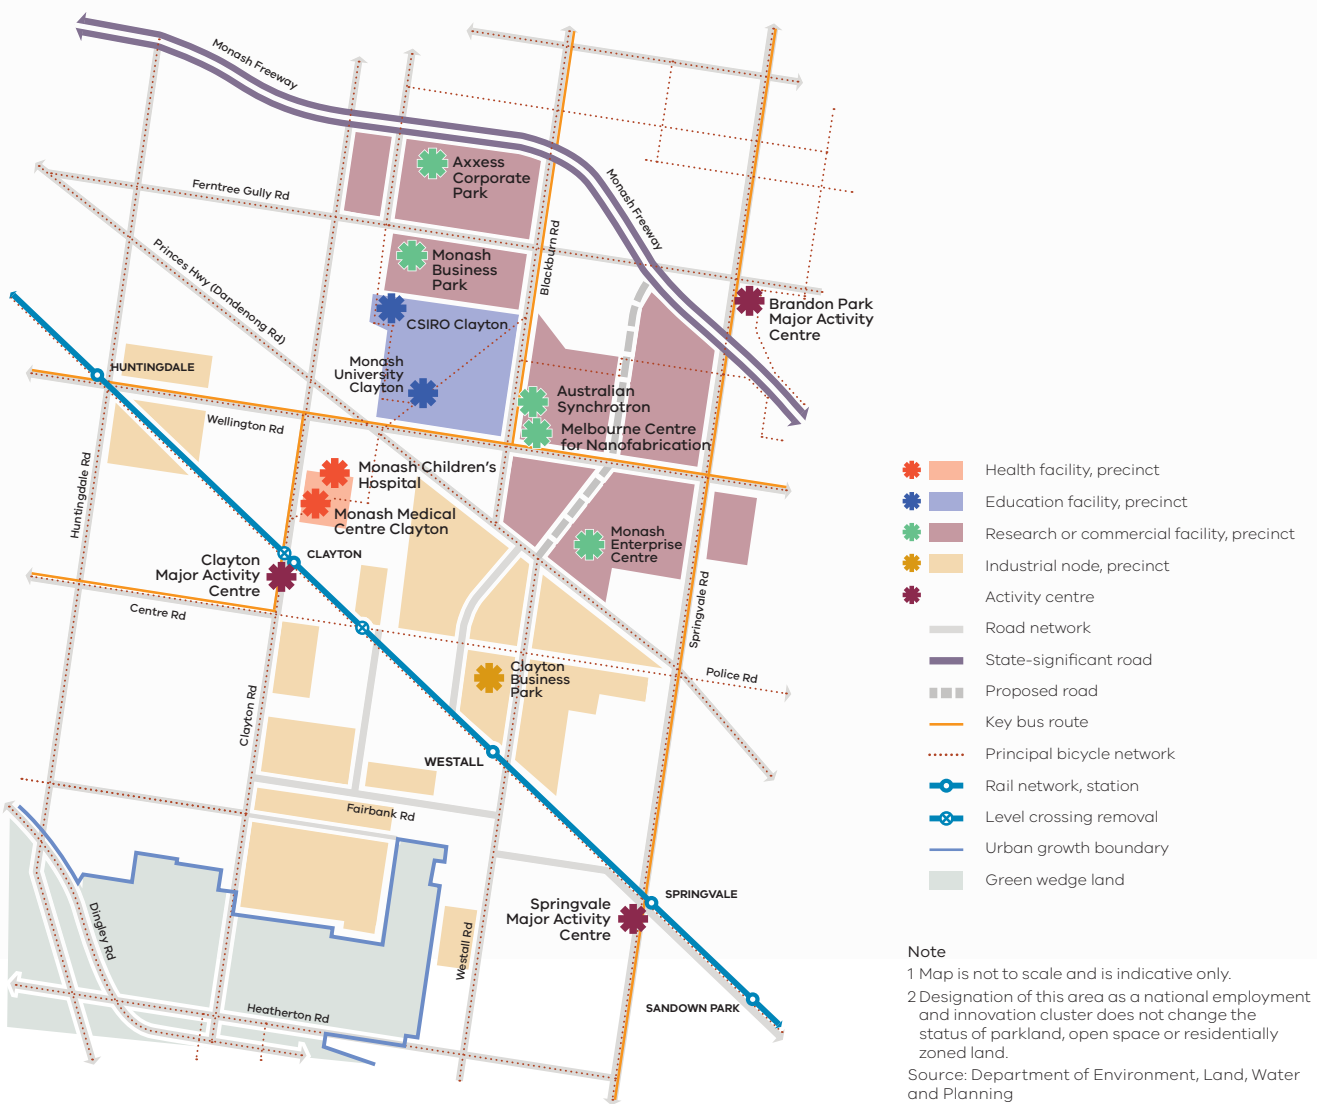 Monash Freeway
Axxess
Corporate
Park
Monash Freeway
Ferntree Gully Rd
Blackburn Rd
Princes Hwy (Dandenong Rd)
Monash
Business
Park
Brandon Park
Major Activity
Centre
CSIRO Clayton
HUNTINGDALE
Monash
University
Clayton
Australian
Synchrotron
Wellington Rd
Melbourne Centre
for Nanofabrication
Huntingdale Rd
Monash Children's
Hospital
Monash Medical
Centre Clayton
Monash
Enterprise
Centre
CLAYTON
Clayton
Major Activity
Centre
Centre Rd
Springvale Rd
Clayton
Business
Park
Police Rd
Clayton Rd
WESTALL
Fairbank Rd
SPRINGVALE
Springvale
Major Activity
Centre
Dingley Rd
Westall Rd
SANDOWN PARK
Heatherton Rd
Health facility, precinct
Education facility, precinct
Research or commercial facility, precinct
Industrial node, precinct
Activity centre
Road network
State-significant road
Proposed road
Key bus route
Principal bicycle network
Rail network, station
Level crossing removal
Urban growth boundary
Green wedge land
Note
1 Map is not to scale and is indicative only.
2 Designation of this area as a national employment
and innovation cluster does not change the
status of parkland, open space or residentially
zoned land.
Source: Department of Environment, Land, Water
and Planning